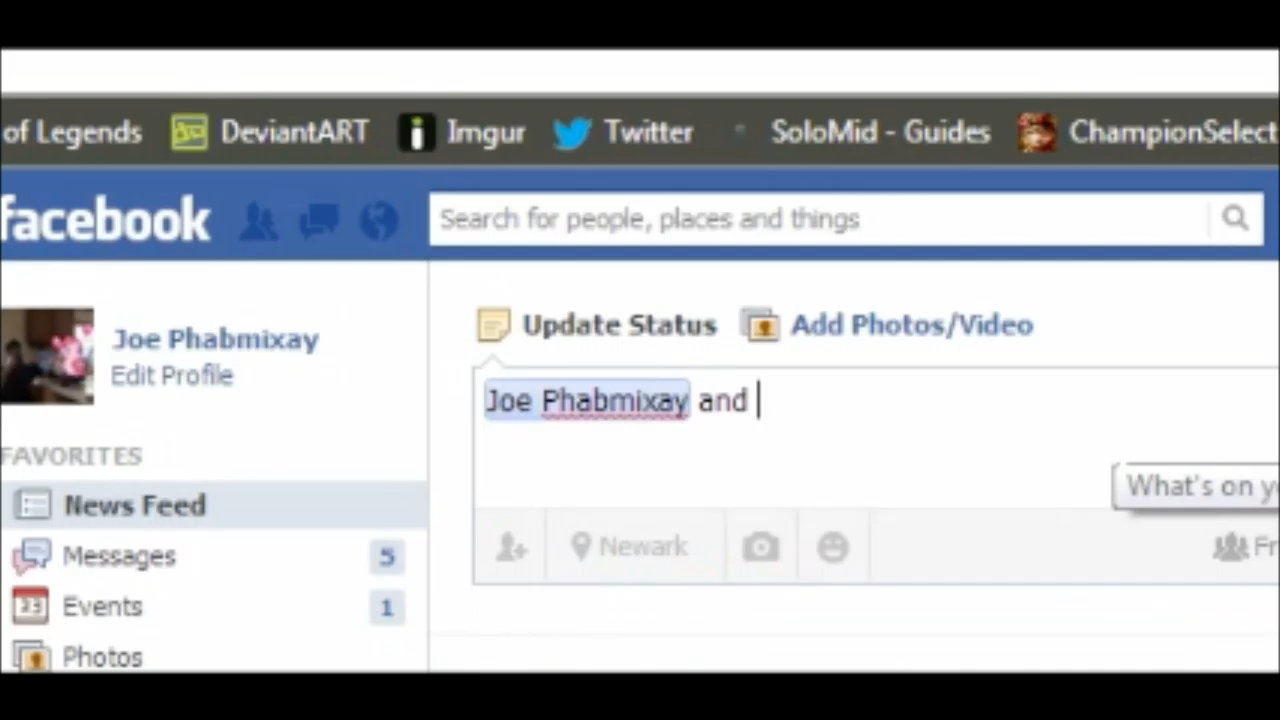 of Legends DeviantART Imgur Twitter SoloMid - Guides ChampionSelect
facebook Search for people, places and things
Update Status Add Photos/Video
Joe Phabmixay
Edit Profile
Joe Phabmixay and
FAVORITES
What's on y
News Feed
Newark Fr
Messages 5
Events 1
Photos